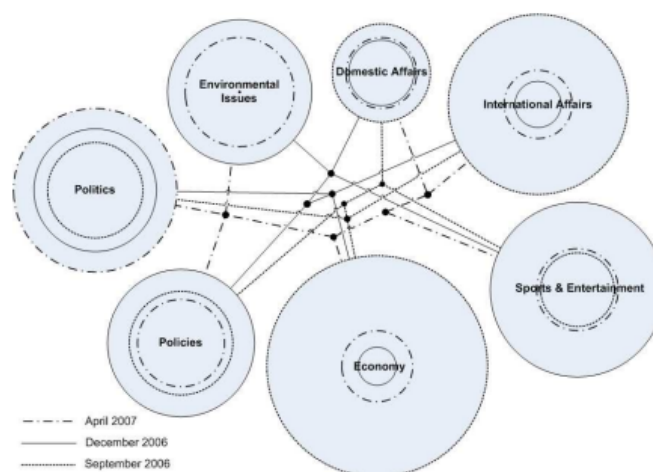 Environmental
Issues
Domestic Affairs
International Affairs
Politics
Sports & Entertainment
Policies
Economy
April 2007
December 2006
September 2006